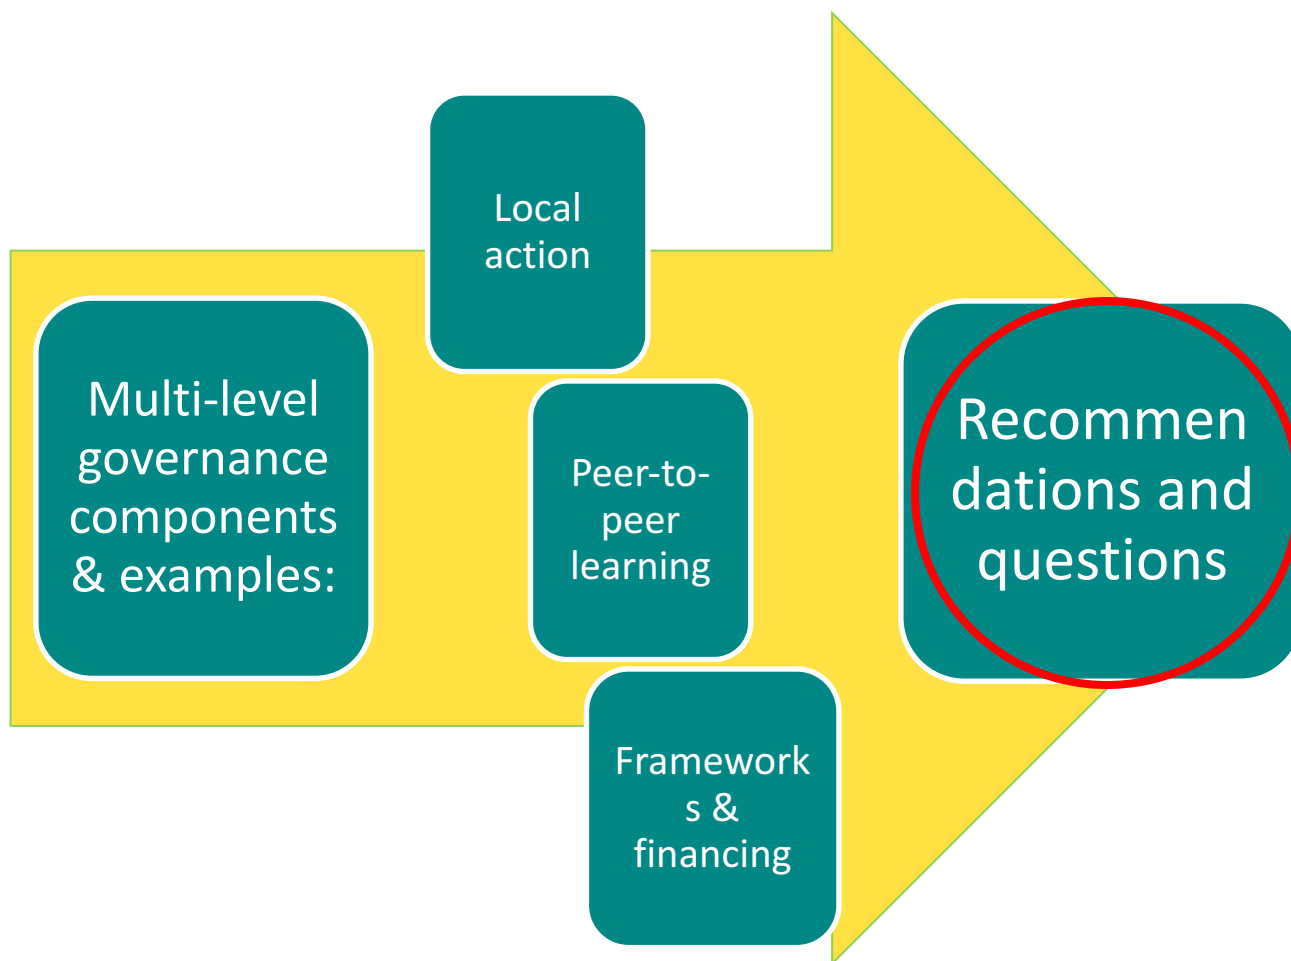 Multi-level
governance
components
& examples:
Local
action
Peer-to-
peer
learning
Framework
s &
financing
Recommen
dations and
questions